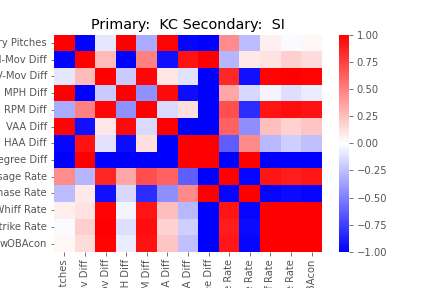 Primary: KC Secondary: SI
ry Pitches
-Mov Diff
-Mov Diff
MPH Diff
RPM Diff
VAA Diff
HAA Diff
egree Diff
sage Rate
hase Rate
Whiff Rate
trike Rate
wOBAcon
tches
v Diff
ov Diff
H Diff
M Diff
A Diff
A Diff
e Diff
e Rate
e Rate
ff Rate
e Rate
BAcon
1.00
0.75
0.50
0.25
0.00
−0.25
−0.50
−0.75
−1.00